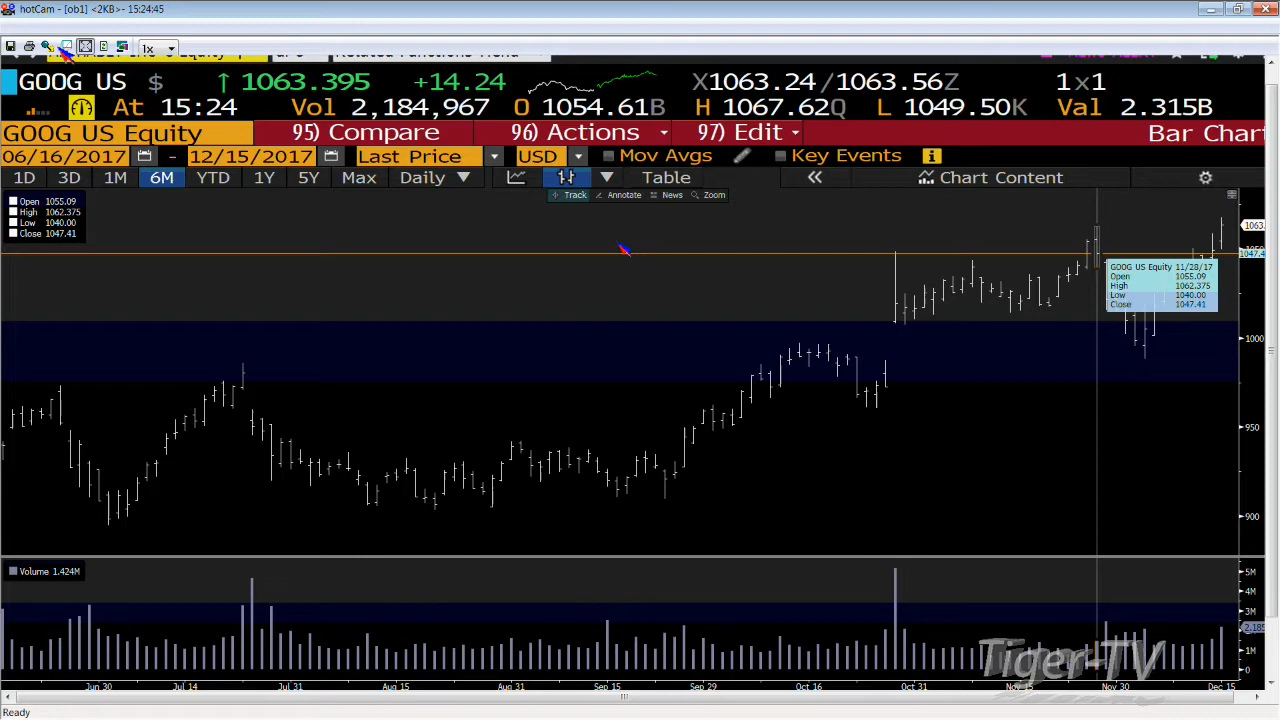 hotCam - [ob1] <2KB>- 15:24:45
1x
GOOG US $ ↑ 1063.395 +14.24 X1063.24/1063.56Z 1x1
At 15:24 Vol 2,184,967 O 1054.61B H 1067.62Q L 1049.50K Val 2.315B
GOOG US Equity 95) Compare 96) Actions 97) Edit Bar Chart
06/16/2017 - 12/15/2017 Last Price USD Mov Avgs Key Events
1D 3D 1M 6M YTD 1Y 5Y Max Daily ▼ Table « Chart Content
Track Annotate News Zoom
Open 1055.09
High 1062.375
Low 1040.00
Close 1047.41
1063.
1047.4
GOOG US Equity 11/28/17
Open 1055.09
High 1062.375
Low 1040.00
Close 1047.41
1000
950
900
Volume 1.424M
5M
4M
3M
2.185
1M
0
Tiger-TV
Jun 30 Jul 14 Jul 31 Aug 15 Aug 31 Sep 15 Sep 29 Oct 16 Oct 31 Nov 15 Nov 30 Dec 15
Ready